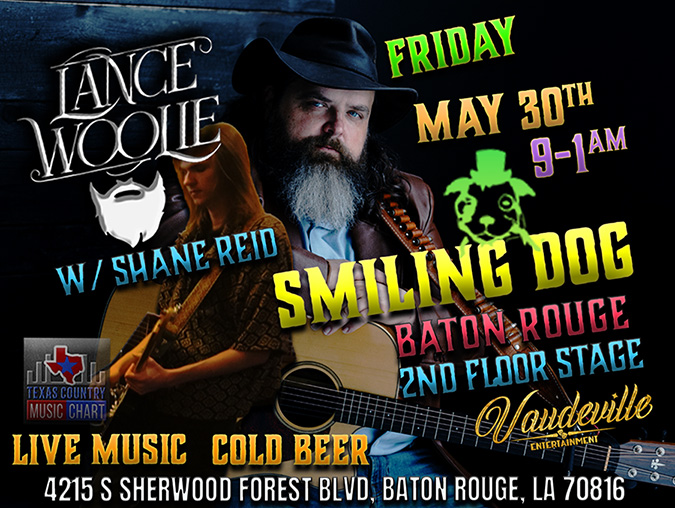 LANCE
WOOLIE
FRIDAY
MAY 30TH
9-1AM
W/ SHANE REID
SMILING DOG
BATON ROUGE
2ND FLOOR STAGE
TEXAS COUNTRY
MUSIC CHART
Vaudeville
ENTERTAINMENT
LIVE MUSIC COLD BEER
4215 S SHERWOOD FOREST BLVD, BATON ROUGE, LA 70816